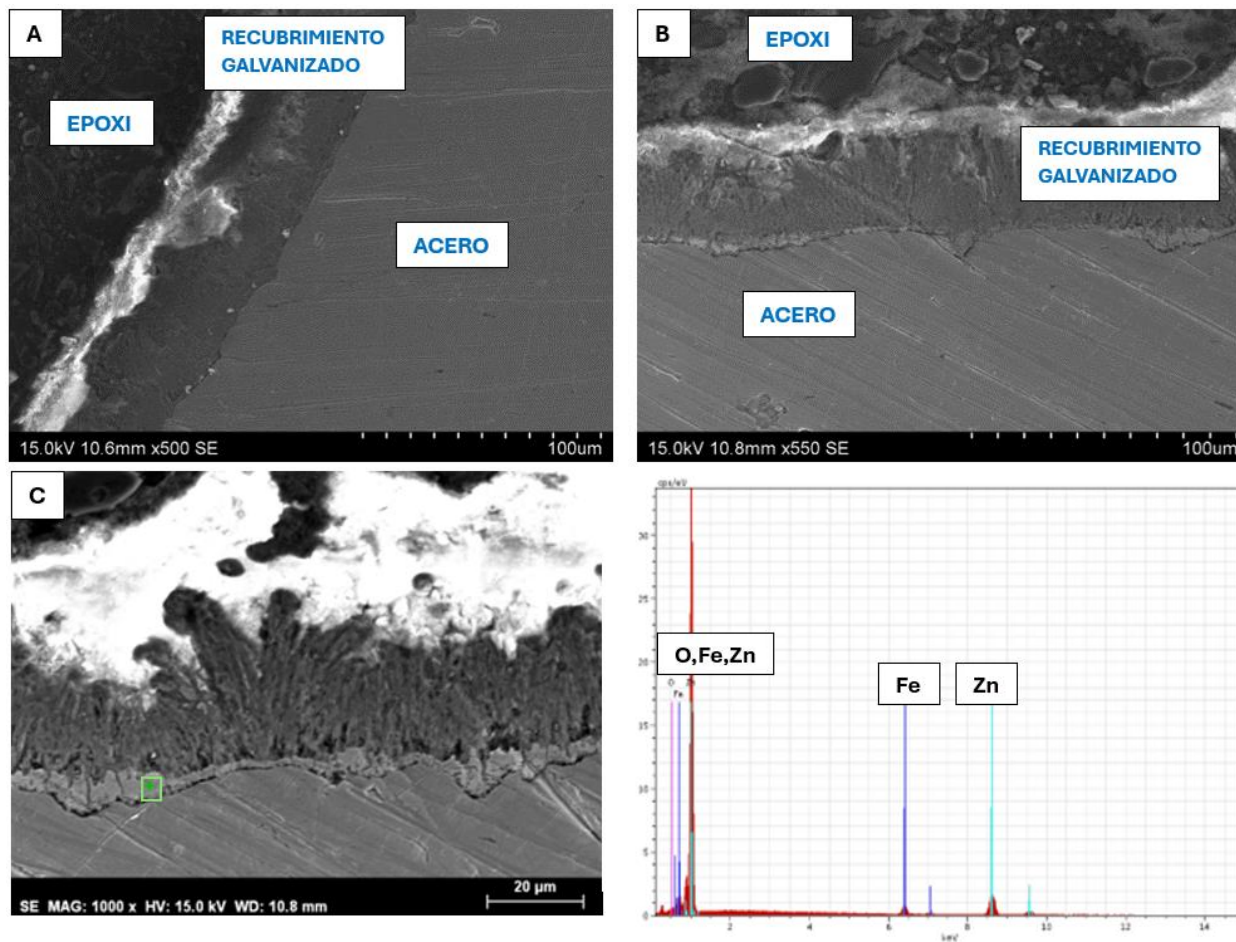 A
RECUBRIMIENTO
GALVANIZADO
EPOXI
ACERO
15.0kV 10.6mm x500 SE
100um
B
EPOXI
RECUBRIMIENTO
GALVANIZADO
ACERO
15.0kV 10.8mm x550 SE
100um
C
20 µm
SE MAG: 1000 x HV: 15.0 kV WD: 10.8 mm
cps/eV
30
25
20
15
10
5
0
O,Fe,Zn
O
Fe
Zn
Fe
Zn
2
4
6
8
10
12
14
keV